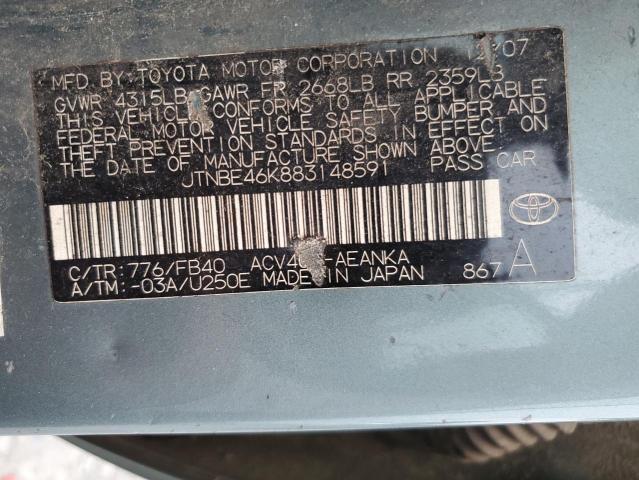 MFD. BY: TOYOTA MOTOR CORPORATION 07
GVWR 4315LB GAWR FR 2668LB RR 2359LB
THIS VEHICLE CONFORMS TO ALL APPLICABLE
FEDERAL MOTOR VEHICLE SAFETY BUMPER AND
THEFT PREVENTION STANDARDS IN EFFECT ON
THE DATE OF MANUFACTURE SHOWN ABOVE.
JTNBE46K883148591 PASS CAR
C/TR: 776/FB40 -AEANKA
A/TM: -03A/U250E MADE IN JAPAN 867 A